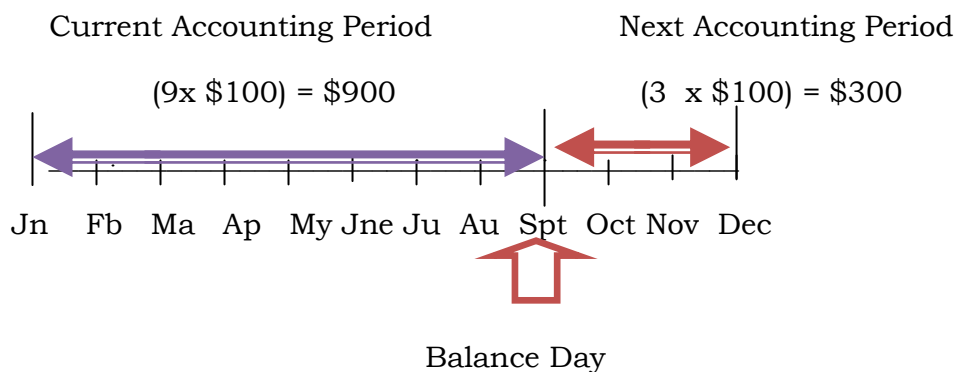 Current Accounting Period Next Accounting Period
(9x $100) = $900 (3 x $100) = $300
Jn Fb Ma Ap My Jne Ju Au Spt Oct Nov Dec
Balance Day